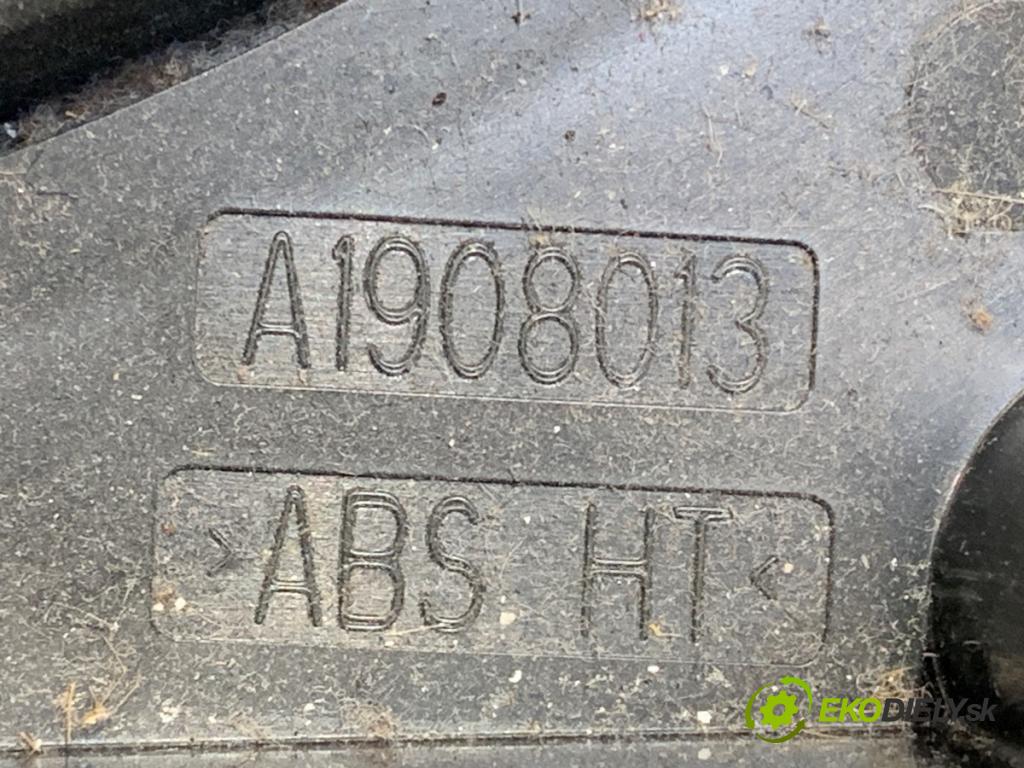 A1908013
>ABS HT<
EKODIELY.sk